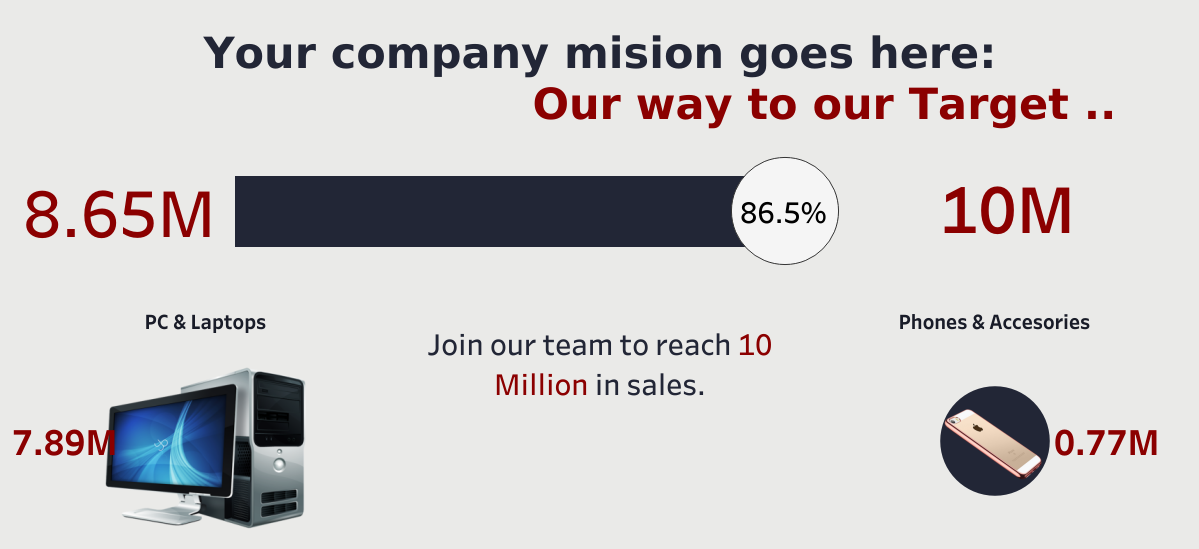 Your company mision goes here:
Our way to our Target ..
8.65M
86.5%
10M
PC & Laptops
Phones & Accesories
Join our team to reach 10
Million in sales.
7.89M
0.77M